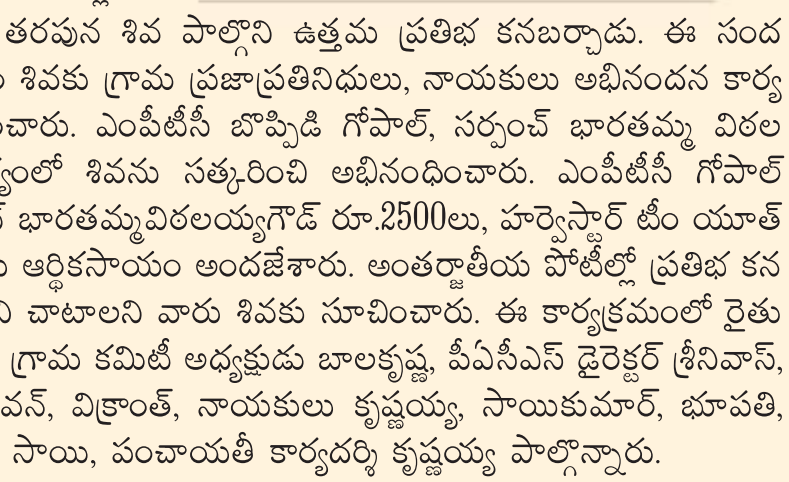 తరపున శివ పాల్గొని ఉత్తమ ప్రతిభ కనబర్చాడు. ఈ సంద
శివకు గ్రామ ప్రజాప్రతినిధులు, నాయకులు అభినందన కార్య
చారు. ఎంపీటీసీ బొప్పిడి గోపాల్, సర్పంచ్ భారతమ్మ విఠల
్యంలో శివను సత్కరించి అభినంధించారు. ఎంపీటీసీ గోపాల్
భారతమ్మవిఠలయ్యగౌడ్ రూ.2500లు, హర్వెస్టార్ టీం యూత్
ఆర్థికసాయం అందజేశారు. అంతర్జాతీయ పోటీల్లో ప్రతిభ కన
చాటాలని వారు శివకు సూచించారు. ఈ కార్యక్రమంలో రైతు
గ్రామ కమిటీ అధ్యక్షుడు బాలకృష్ణ, పీఏసీఎస్ డైరెక్టర్ శ్రీనివాస్,
వన్, విక్రాంత్, నాయకులు కృష్ణయ్య, సాయికుమార్, భూపతి,
సాయి, పంచాయతీ కార్యదర్శి కృష్ణయ్య పాల్గొన్నారు.